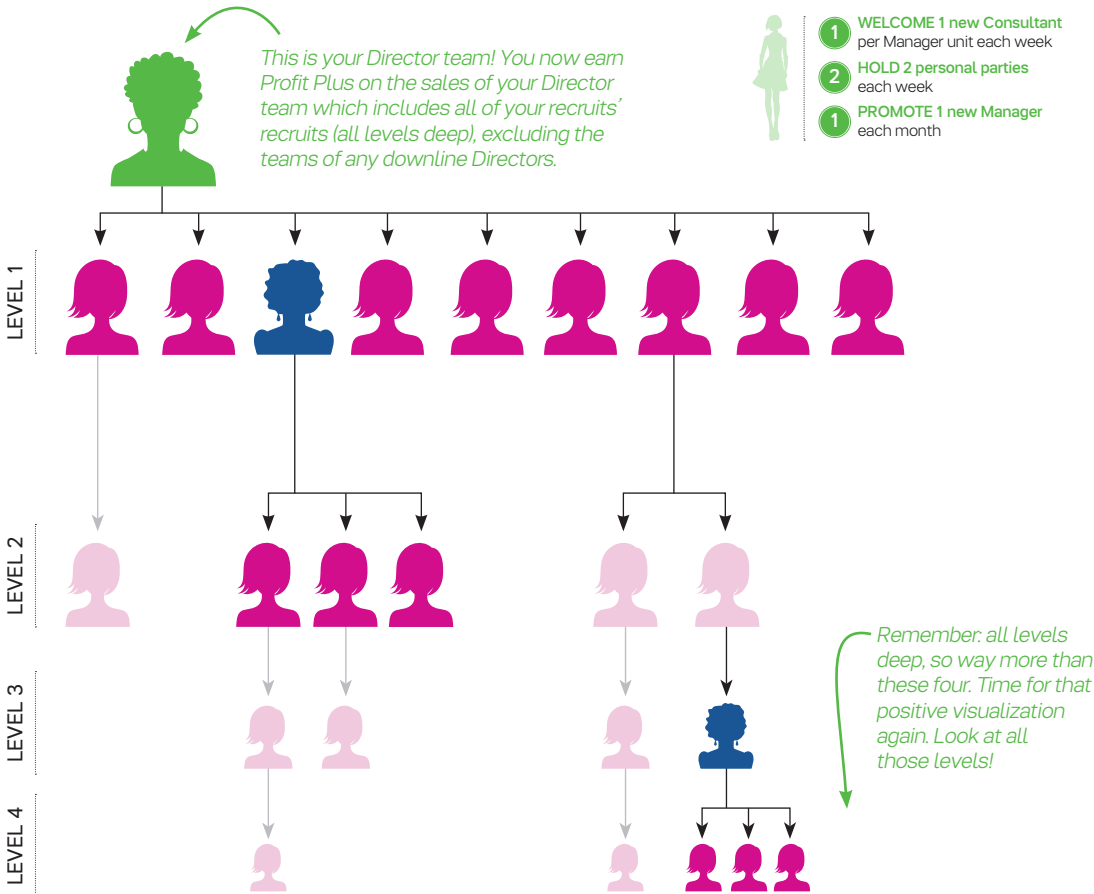 This is your Director team! You now earn
Profit Plus on the sales of your Director
team which includes all of your recruits’
recruits (all levels deep), excluding the
teams of any downline Directors.
1 WELCOME 1 new Consultant
per Manager unit each week
2 HOLD 2 personal parties
each week
1 PROMOTE 1 new Manager
each month
LEVEL 1
LEVEL 2
Remember: all levels
deep, so way more than
these four. Time for that
positive visualization
again. Look at all
those levels!
LEVEL 3
LEVEL 4